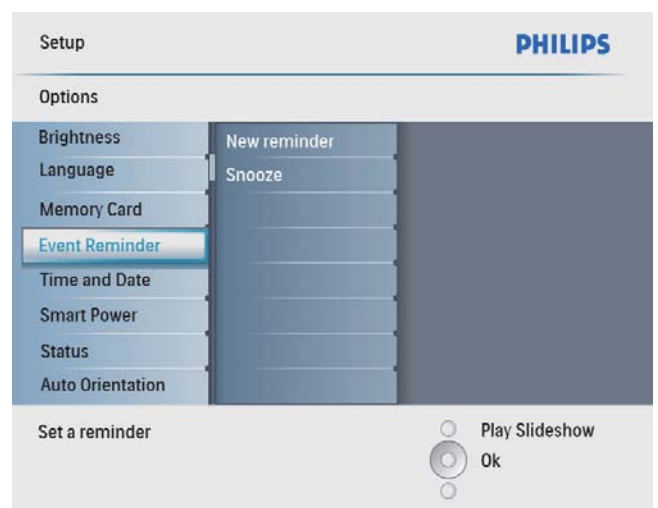 Setup
PHILIPS
Options
Brightness
Language
Memory Card
Event Reminder
Time and Date
Smart Power
Status
Auto Orientation
New reminder
Snooze
Set a reminder
Play Slideshow
Ok